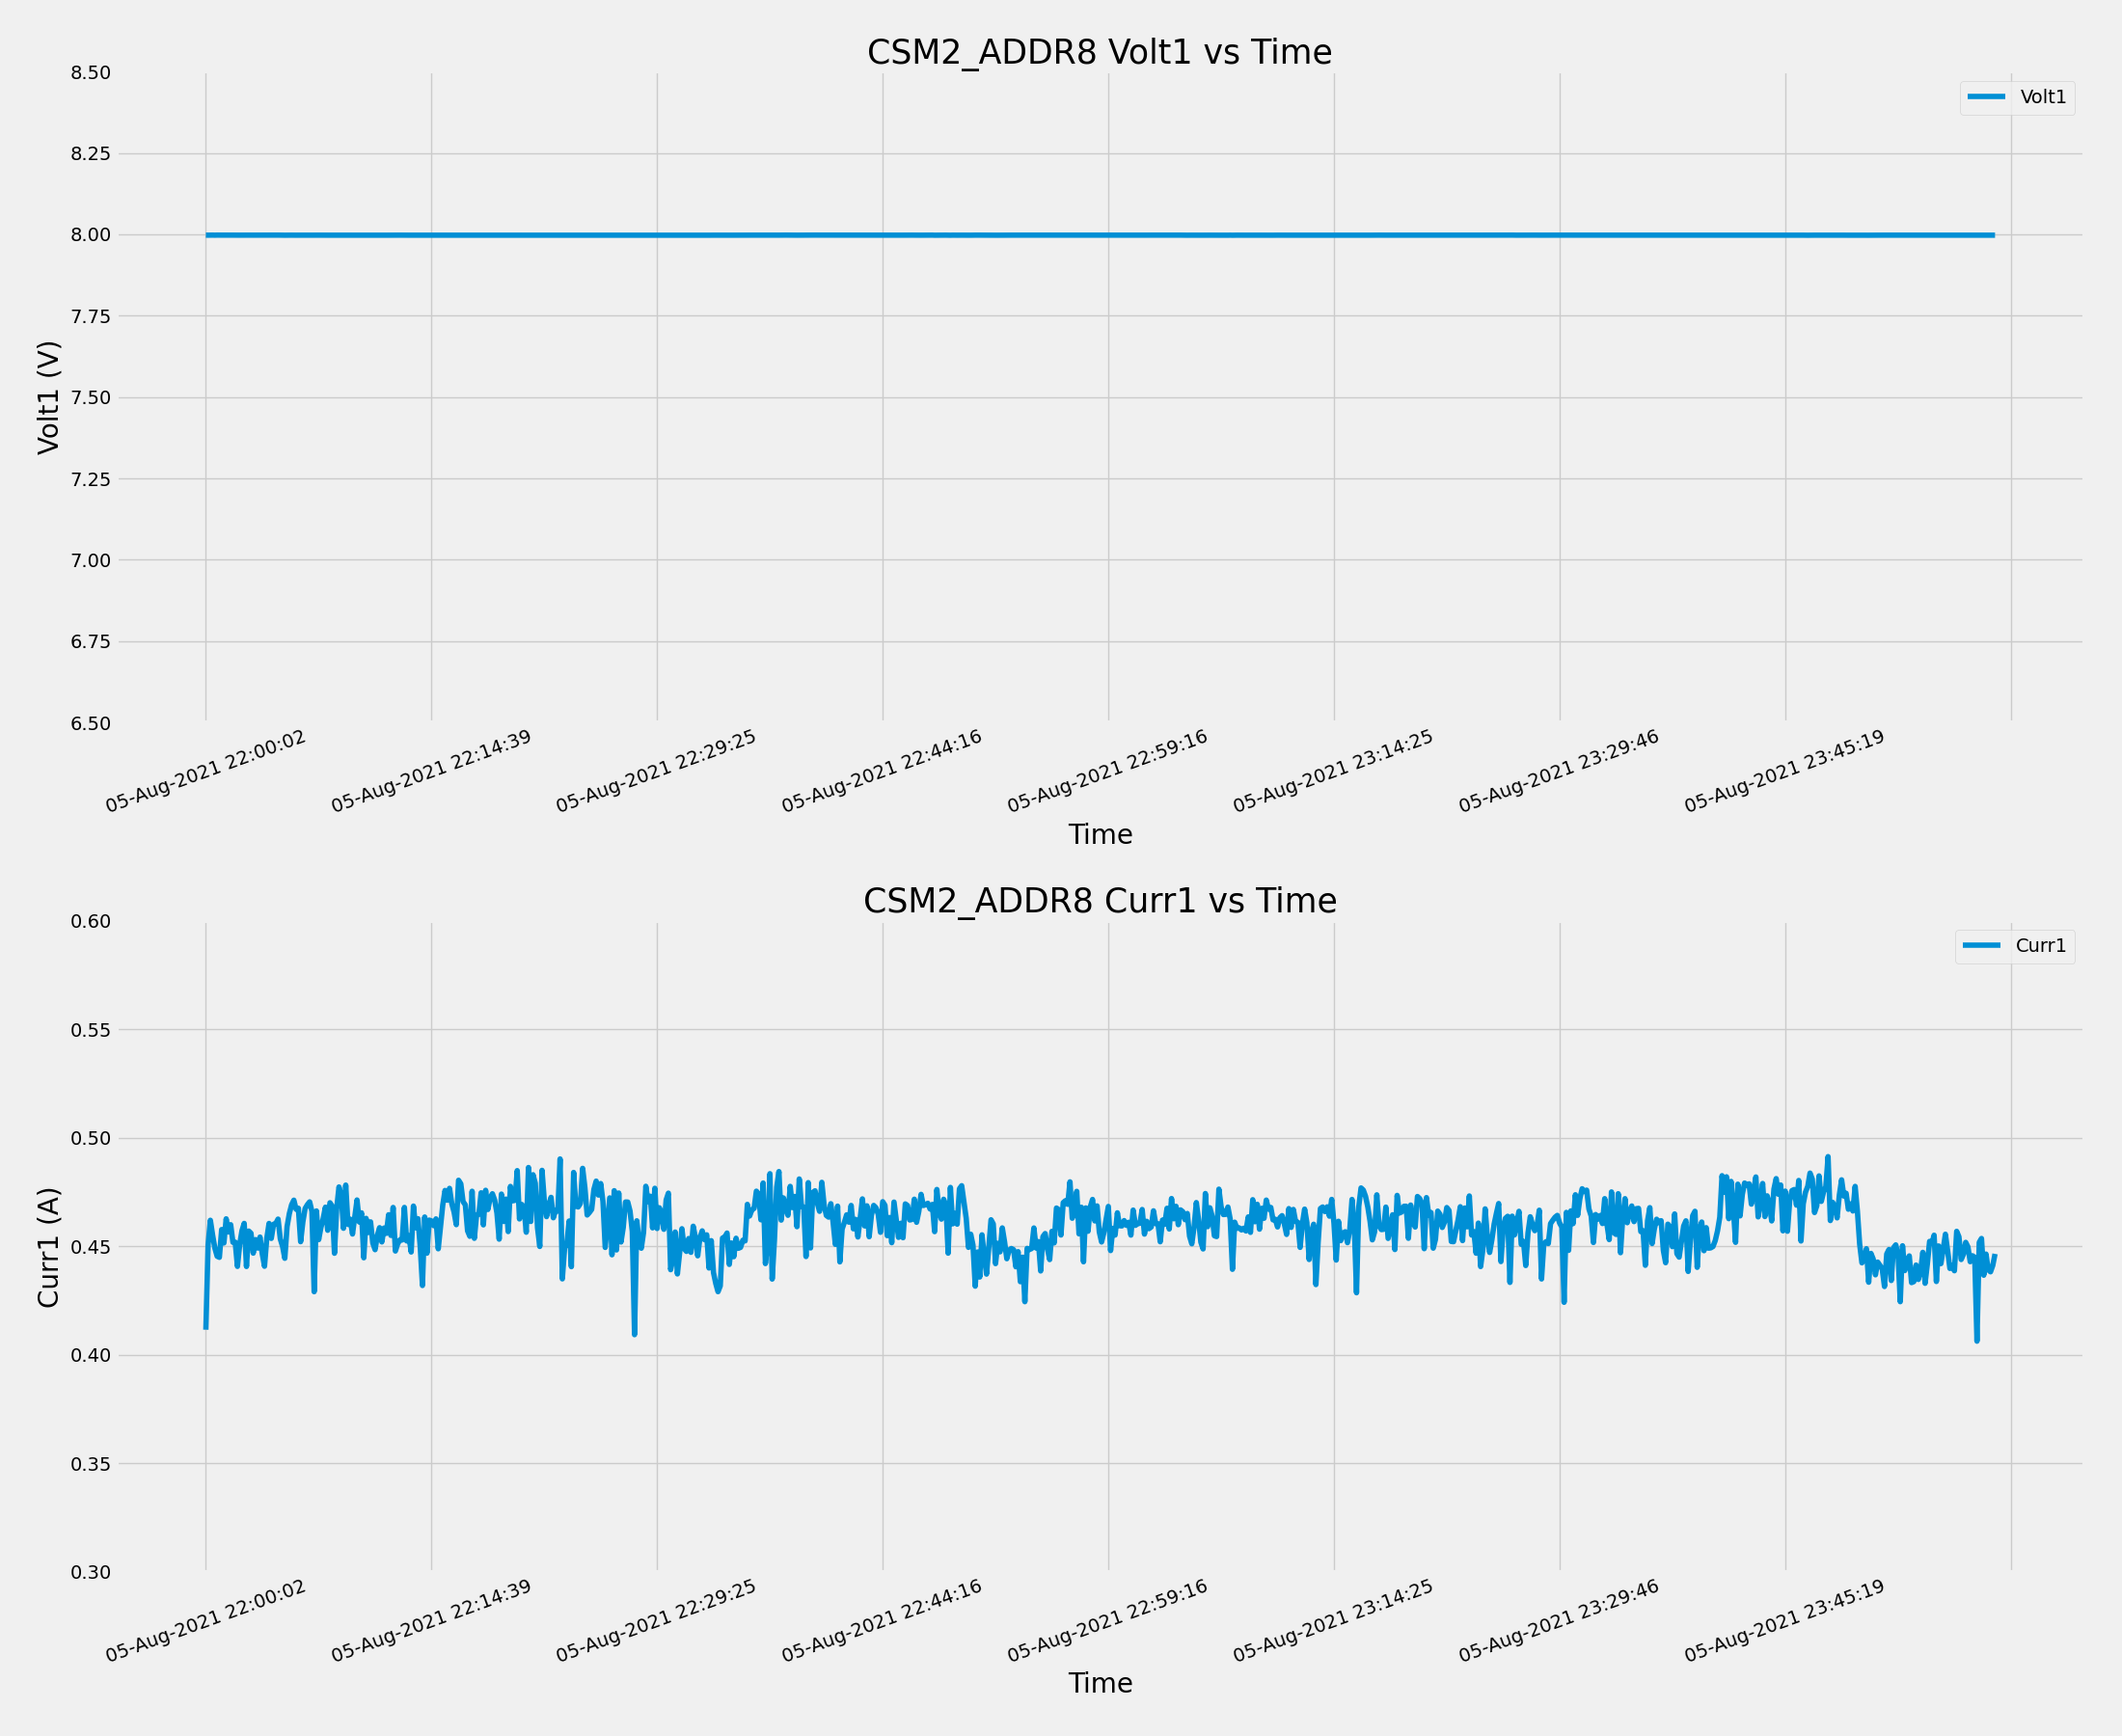 CSM2_ADDR8 Volt1 vs Time
8.50
8.25
8.00
7.75
7.50
7.25
7.00
6.75
6.50
Volt1 (V)
Volt1
05-Aug-2021 22:00:02
05-Aug-2021 22:14:39
05-Aug-2021 22:29:25
05-Aug-2021 22:44:16
05-Aug-2021 22:59:16
05-Aug-2021 23:14:25
05-Aug-2021 23:29:46
05-Aug-2021 23:45:19
Time
CSM2_ADDR8 Curr1 vs Time
0.60
0.55
0.50
0.45
0.40
0.35
0.30
Curr1 (A)
Curr1
05-Aug-2021 22:00:02
05-Aug-2021 22:14:39
05-Aug-2021 22:29:25
05-Aug-2021 22:44:16
05-Aug-2021 22:59:16
05-Aug-2021 23:14:25
05-Aug-2021 23:29:46
05-Aug-2021 23:45:19
Time